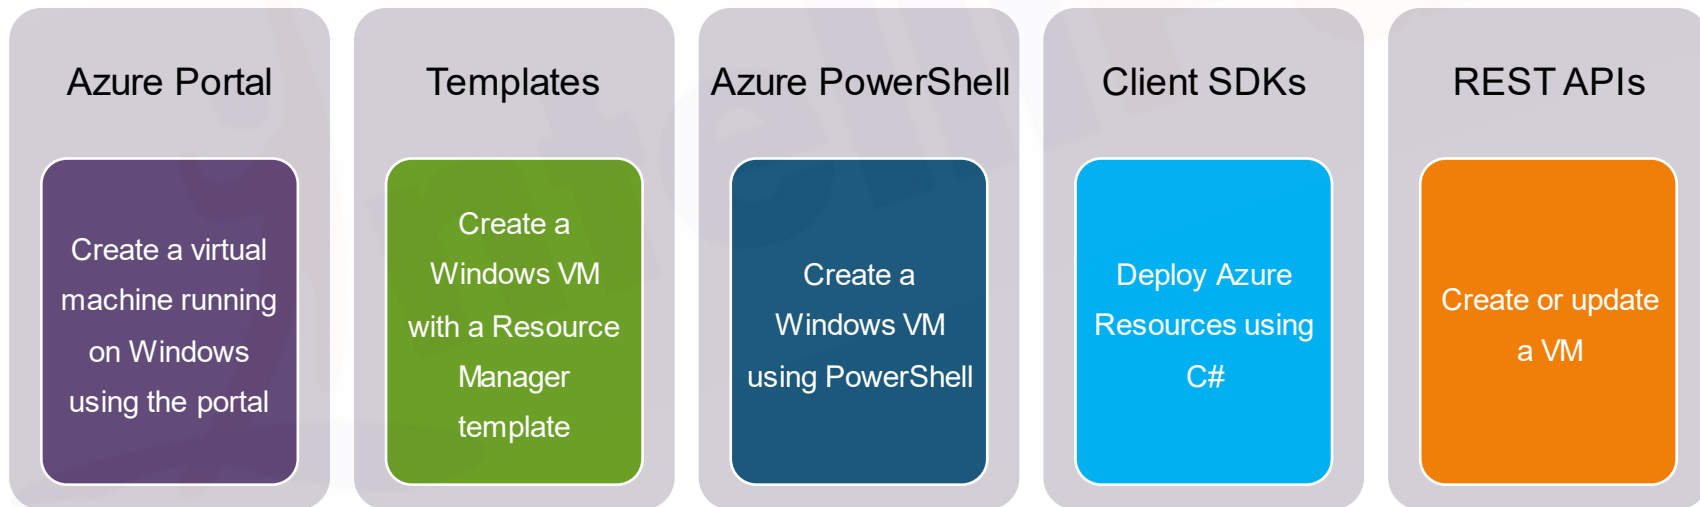 Azure Portal
Templates
Azure PowerShell
Client SDKs
REST APIs
Create a virtual
machine running
on Windows
using the portal
Create a
Windows VM
with a Resource
Manager
template
Create a
Windows VM
using PowerShell
Deploy Azure
Resources using
C#
Create or update
a VM